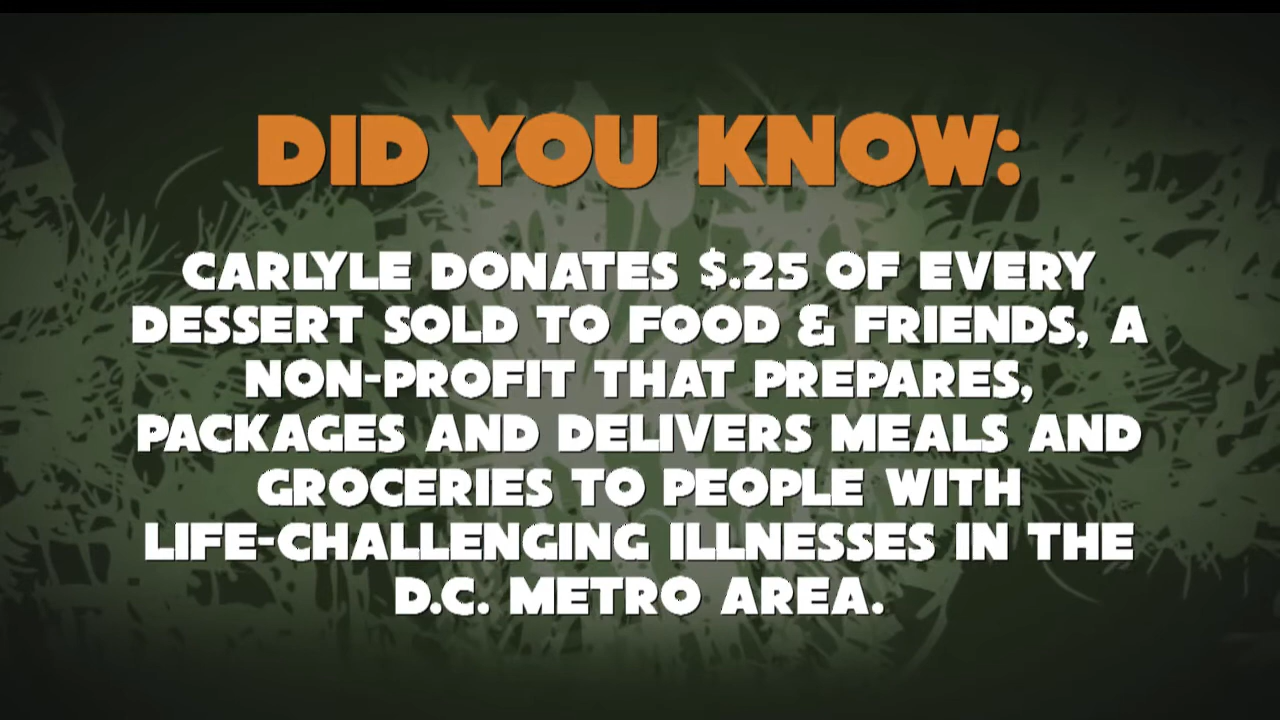 DID YOU KNOW:
CARLYLE DONATES $.25 OF EVERY
DESSERT SOLD TO FOOD & FRIENDS, A
NON-PROFIT THAT PREPARES,
PACKAGES AND DELIVERS MEALS AND
GROCERIES TO PEOPLE WITH
LIFE-CHALLENGING ILLNESSES IN THE
D.C. METRO AREA.